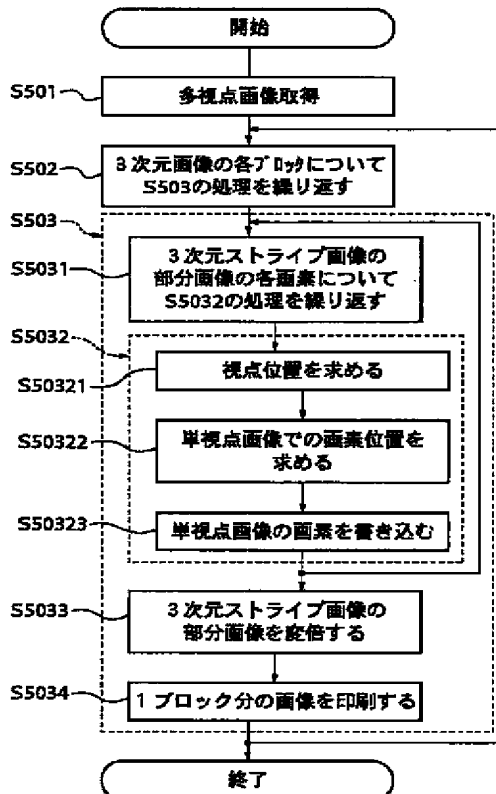 開始
S501
多視点画像取得
S502
3次元画像の各ブロックについて
S503の処理を繰り返す
S503
S5031
3次元ストライプ画像の
部分画像の各画素について
S5032の処理を繰り返す
S5032
S50321
視点位置を求める
S50322
単視点画像での画素位置を
求める
S50323
単視点画像の画素を書き込む
S5033
3次元ストライプ画像の
部分画像を変倍する
S5034
1ブロック分の画像を印刷する
終了